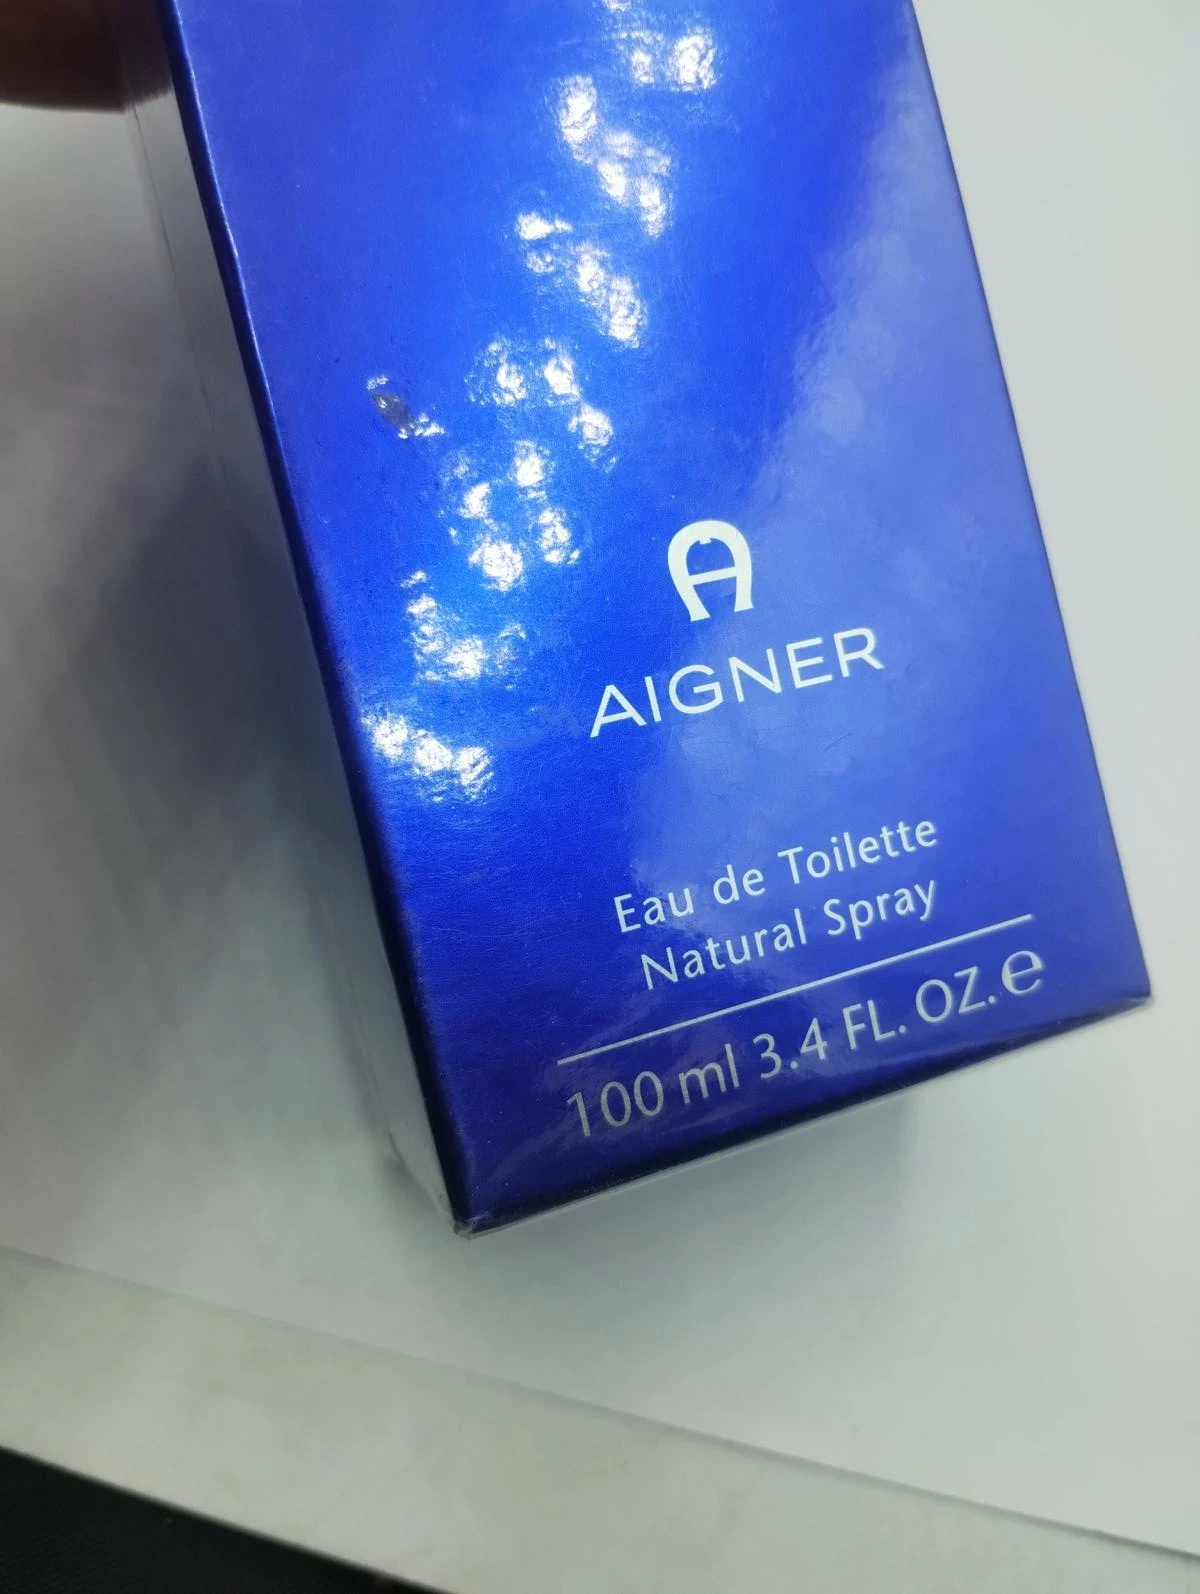 AIGNER
Eau de Toilette
Natural Spray
100 ml 3.4 FL. OZ. ℮